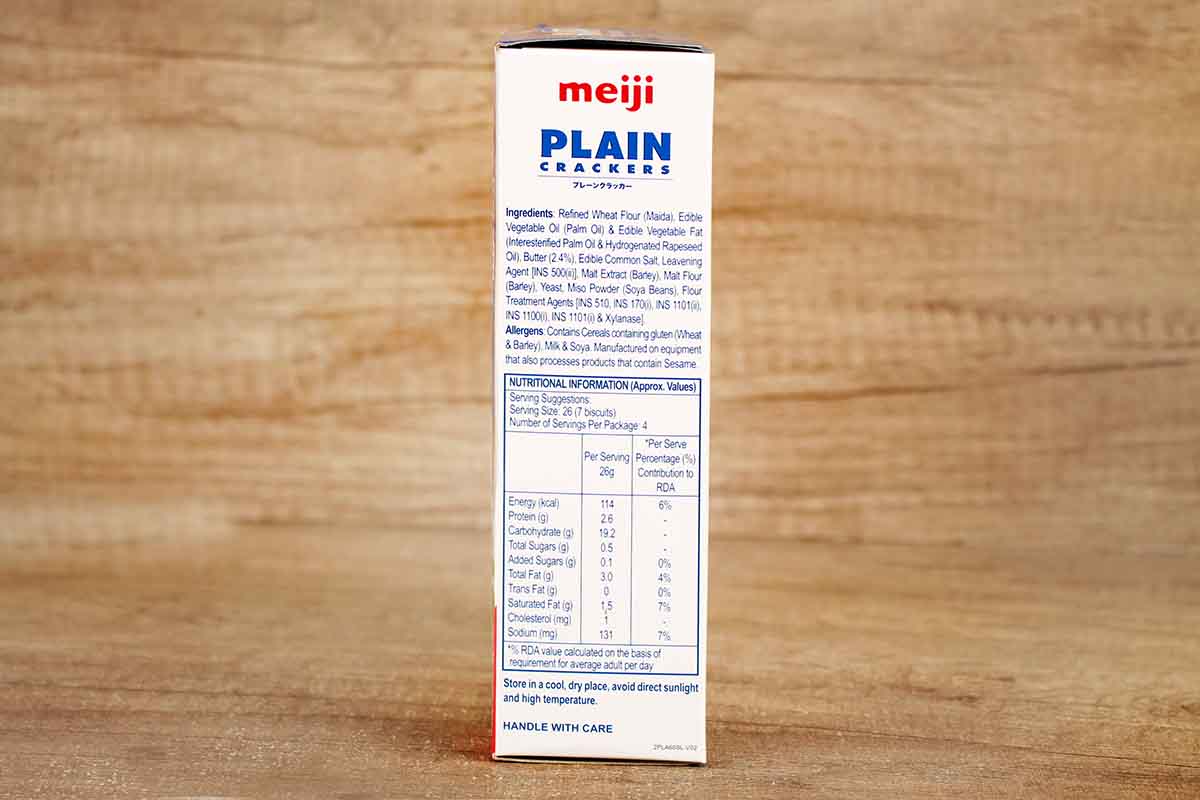 meiji
PLAIN
CRACKERS
プレーンクラッカー
Ingredients: Refined Wheat Flour (Maida), Edible
Vegetable Oil (Palm Oil) & Edible Vegetable Fat
(Interesterified Palm Oil & Hydrogenated Rapeseed
Oil), Butter (2.4%), Edible Common Salt, Leavening
Agent [INS 500(ii)], Malt Extract (Barley), Malt Flour
(Barley), Yeast, Miso Powder (Soya Beans), Flour
Treatment Agents [INS 510, INS 170(i), INS 1101(ii),
INS 1100(i), INS 1101(i) & Xylanase].
Allergens: Contains Cereals containing gluten (Wheat
& Barley), Milk & Soya. Manufactured on equipment
that also processes products that contain Sesame.
NUTRITIONAL INFORMATION (Approx. Values)
Serving Suggestions:
Serving Size: 26 (7 biscuits)
Number of Servings Per Package: 4
Per Serving 26g *Per Serve Percentage (%) Contribution to RDA
Energy (kcal) 114 6%
Protein (g) 2.6 -
Carbohydrate (g) 19.2 -
Total Sugars (g) 0.5 -
Added Sugars (g) 0.1 0%
Total Fat (g) 3.0 4%
Trans Fat (g) 0 0%
Saturated Fat (g) 1.5 7%
Cholesterol (mg) 1 -
Sodium (mg) 131 7%
*% RDA value calculated on the basis of
requirement for average adult per day
Store in a cool, dry place, avoid direct sunlight
and high temperature.
HANDLE WITH CARE